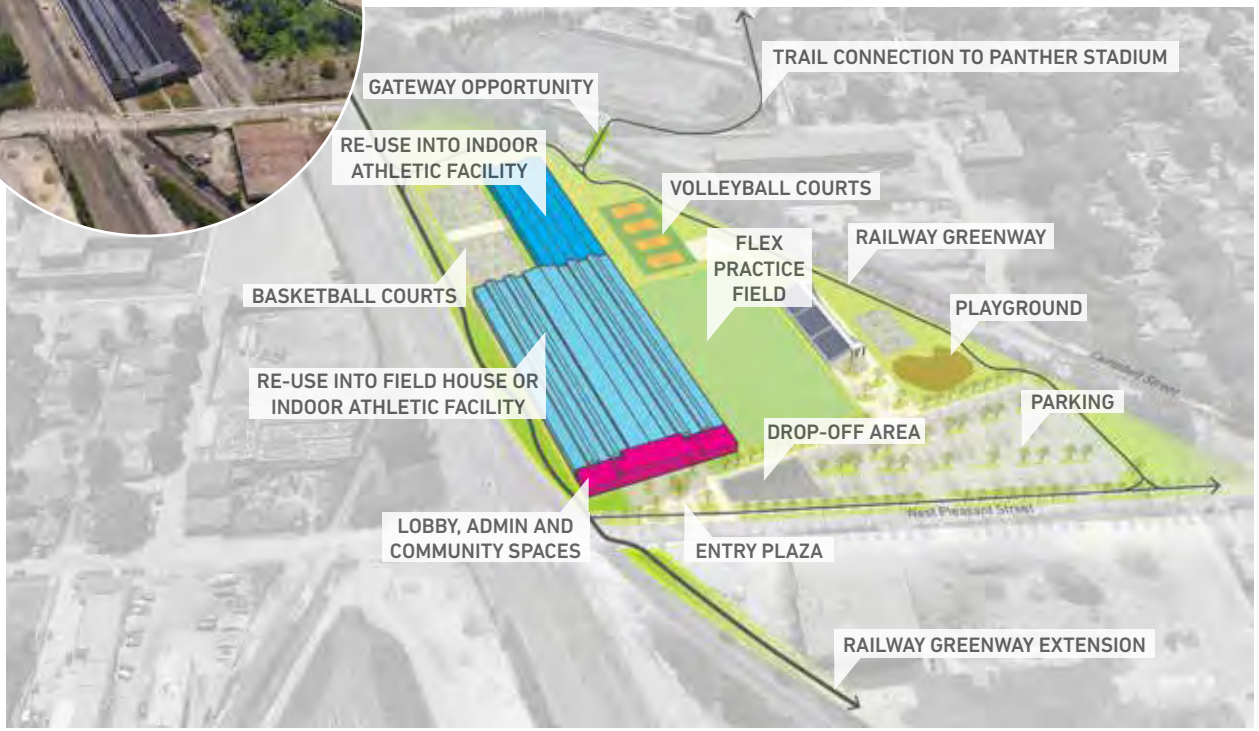 TRAIL CONNECTION TO PANTHER STADIUM
GATEWAY OPPORTUNITY
RE-USE INTO INDOOR
ATHLETIC FACILITY
VOLLEYBALL COURTS
FLEX
PRACTICE
FIELD
RAILWAY GREENWAY
BASKETBALL COURTS
PLAYGROUND
RE-USE INTO FIELD HOUSE OR
INDOOR ATHLETIC FACILITY
PARKING
DROP-OFF AREA
West Pleasant Street
LOBBY, ADMIN AND
COMMUNITY SPACES
ENTRY PLAZA
RAILWAY GREENWAY EXTENSION